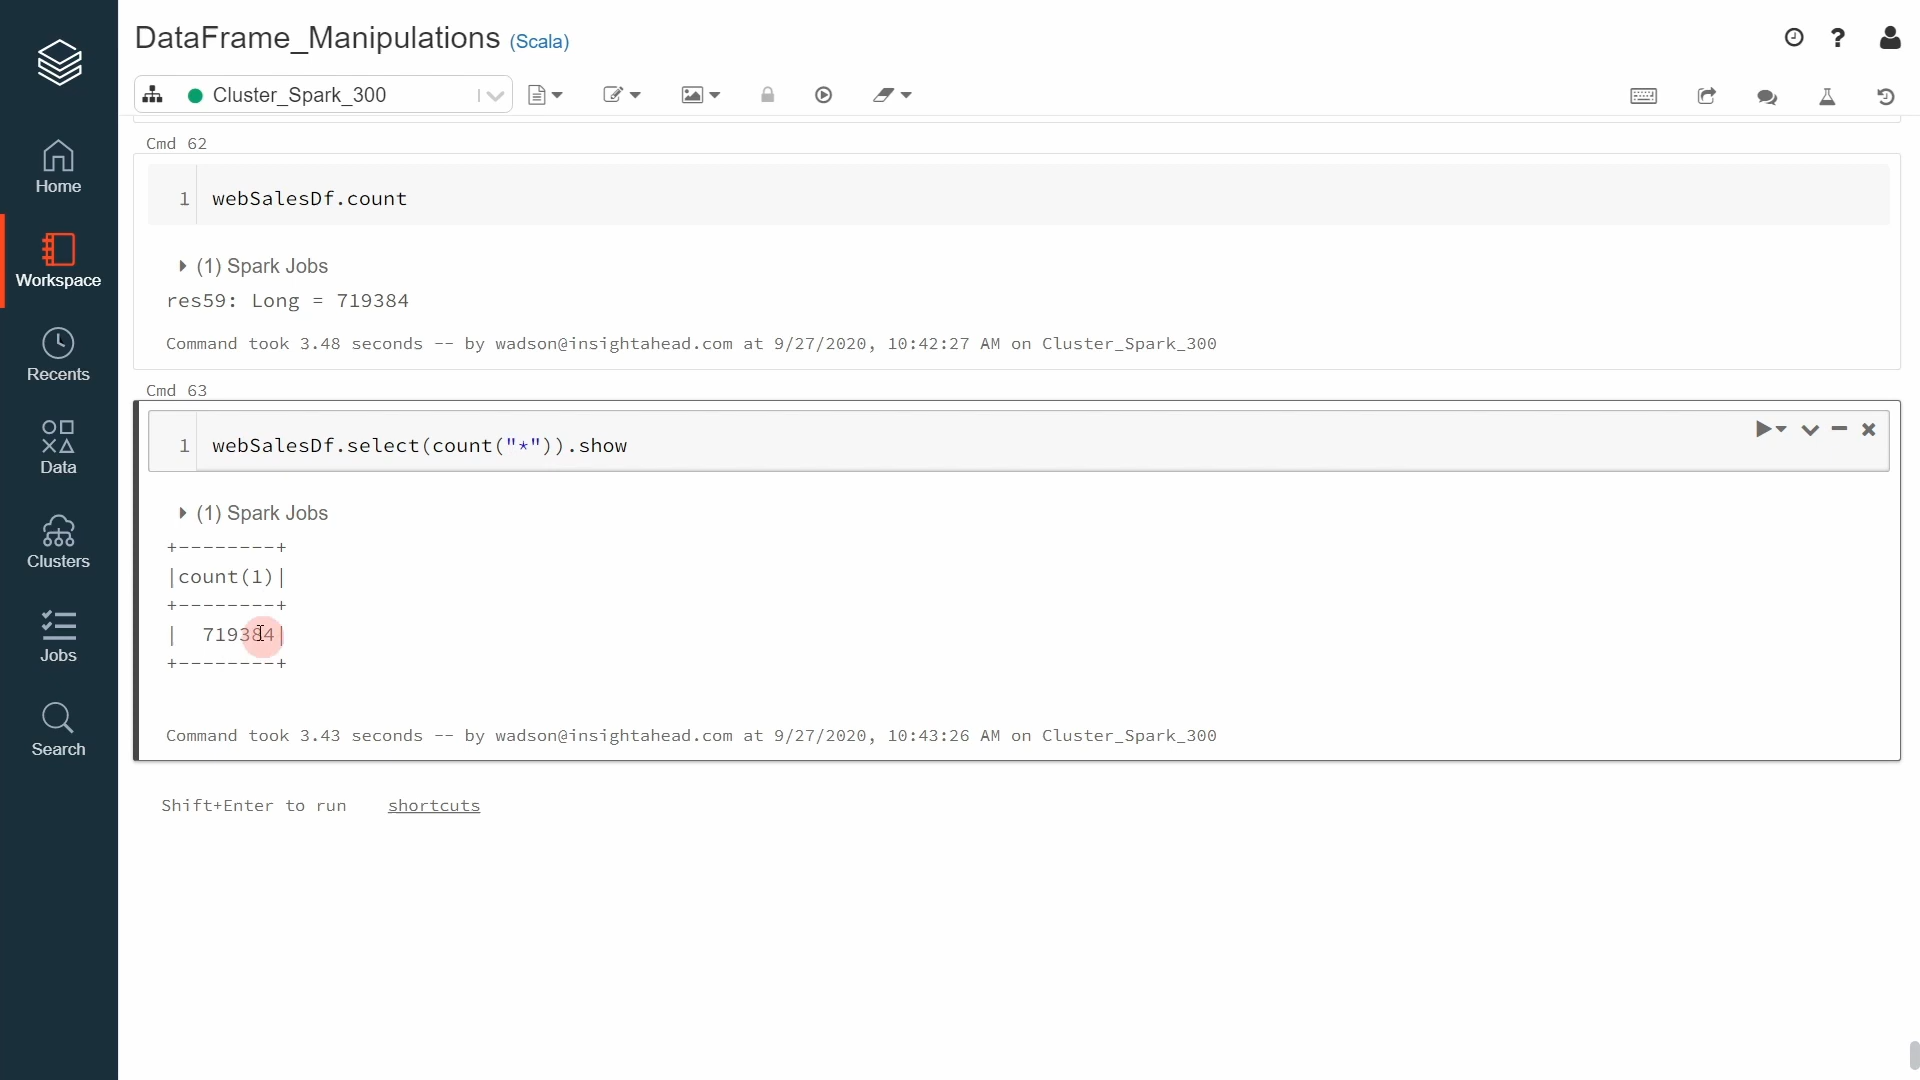 DataFrame_Manipulations (Scala)
Cluster_Spark_300
Home
Workspace
Recents
Data
Clusters
Jobs
Search
Cmd 62
1 webSalesDf.count
(1) Spark Jobs
res59: Long = 719384
Command took 3.48 seconds -- by wadson@insightahead.com at 9/27/2020, 10:42:27 AM on Cluster_Spark_300
Cmd 63
1 webSalesDf.select(count("*")).show
(1) Spark Jobs
+--------+
|count(1)|
+--------+
|  719384|
+--------+
Command took 3.43 seconds -- by wadson@insightahead.com at 9/27/2020, 10:43:26 AM on Cluster_Spark_300
Shift+Enter to run shortcuts